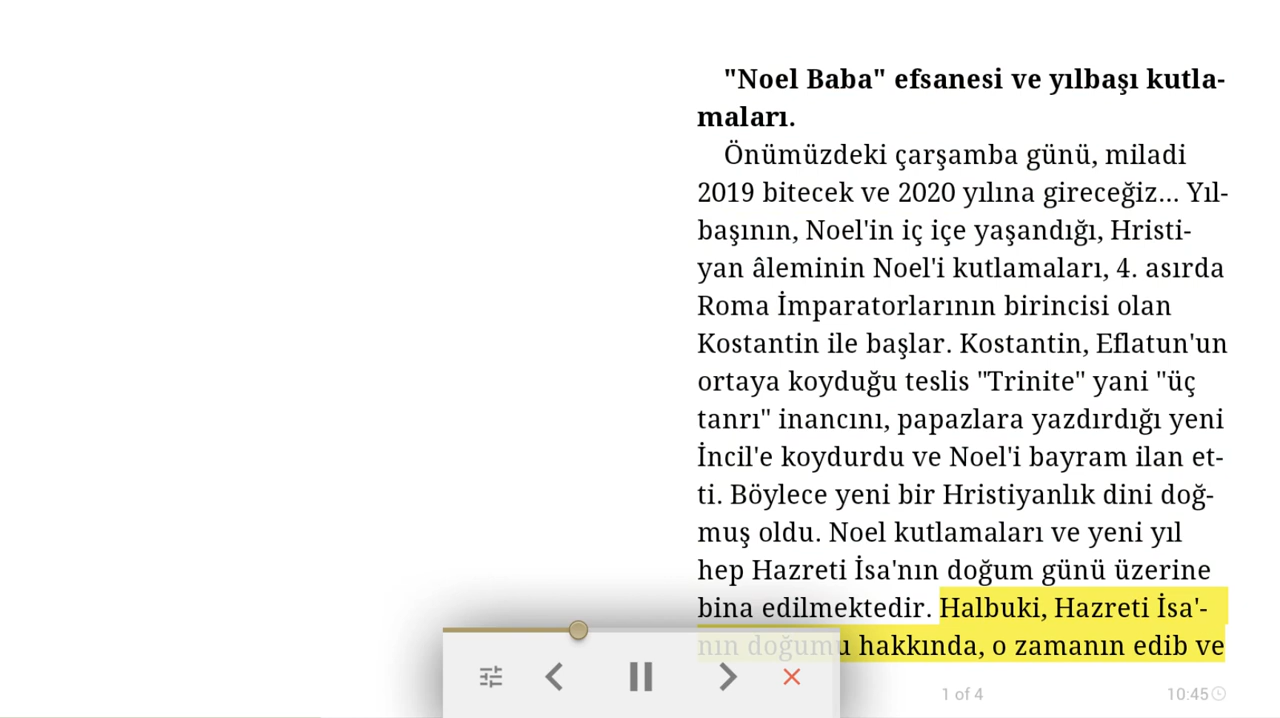 "Noel Baba" efsanesi ve yılbaşı kutla-
maları.
Önümüzdeki çarşamba günü, miladi
2019 bitecek ve 2020 yılına gireceğiz... Yıl-
başının, Noel'in iç içe yaşandığı, Hristi-
yan âleminin Noel'i kutlamaları, 4. asırda
Roma İmparatorlarının birincisi olan
Kostantin ile başlar. Kostantin, Eflatun'un
ortaya koyduğu teslis "Trinite" yani "üç
tanrı" inancını, papazlara yazdırdığı yeni
İncil'e koydurdu ve Noel'i bayram ilan et-
ti. Böylece yeni bir Hristiyanlık dini doğ-
muş oldu. Noel kutlamaları ve yeni yıl
hep Hazreti İsa'nın doğum günü üzerine
bina edilmektedir. Halbuki, Hazreti İsa'-
nın doğumu hakkında, o zamanın edib ve
1 of 4
10:45